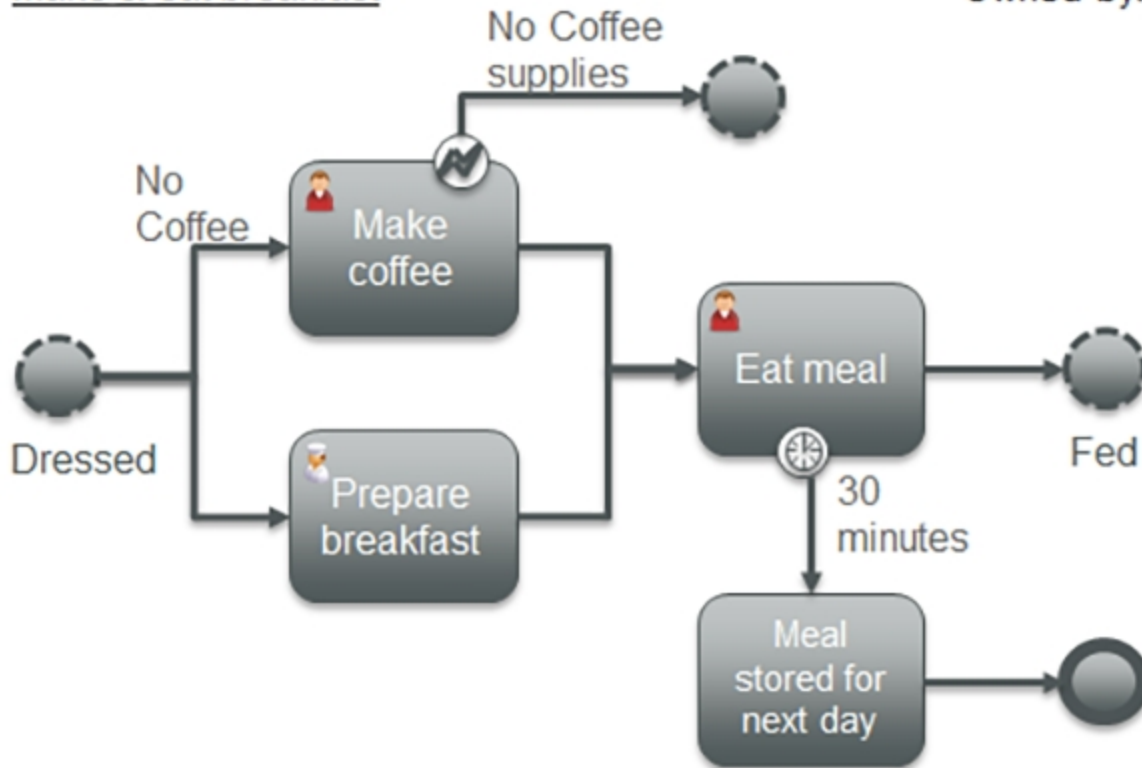 No Coffee
supplies
No
Coffee
Make
coffee
Eat meal
Dressed
Fed
Prepare
breakfast
30
minutes
Meal
stored for
next day